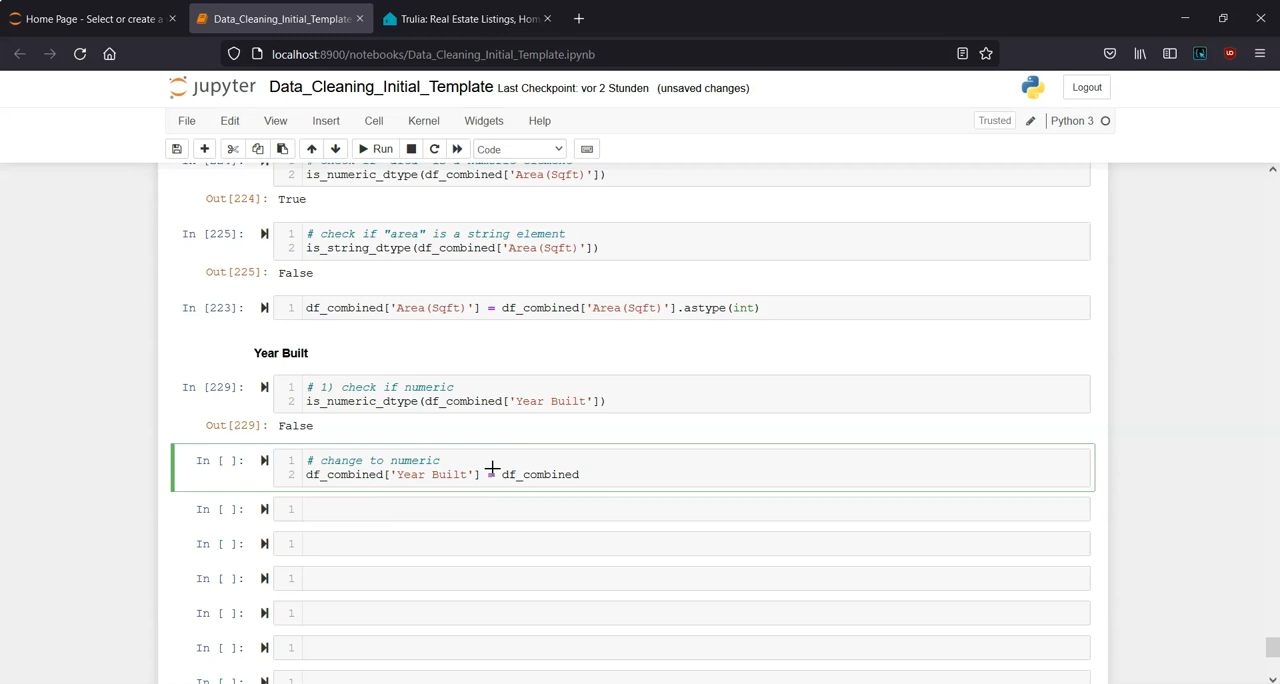 Home Page - Select or create a
Data_Cleaning_Initial_Template
Trulia: Real Estate Listings, Hom
localhost:8900/notebooks/Data_Cleaning_Initial_Template.ipynb
jupyter Data_Cleaning_Initial_Template Last Checkpoint: vor 2 Stunden (unsaved changes) Logout
File Edit View Insert Cell Kernel Widgets Help Trusted Python 3
Run Code
2 is_numeric_dtype(df_combined['Area(Sqft)'])
Out[224]: True
In [225]: 1 # check if "area" is a string element
2 is_string_dtype(df_combined['Area(Sqft)'])
Out[225]: False
In [223]: 1 df_combined['Area(Sqft)'] = df_combined['Area(Sqft)'].astype(int)
Year Built
In [229]: 1 # 1) check if numeric
2 is_numeric_dtype(df_combined['Year Built'])
Out[229]: False
In [ ]: 1 # change to numeric
2 df_combined['Year Built'] = df_combined
In [ ]: 1
In [ ]: 1
In [ ]: 1
In [ ]: 1
In [ ]: 1
In [ ]: 1